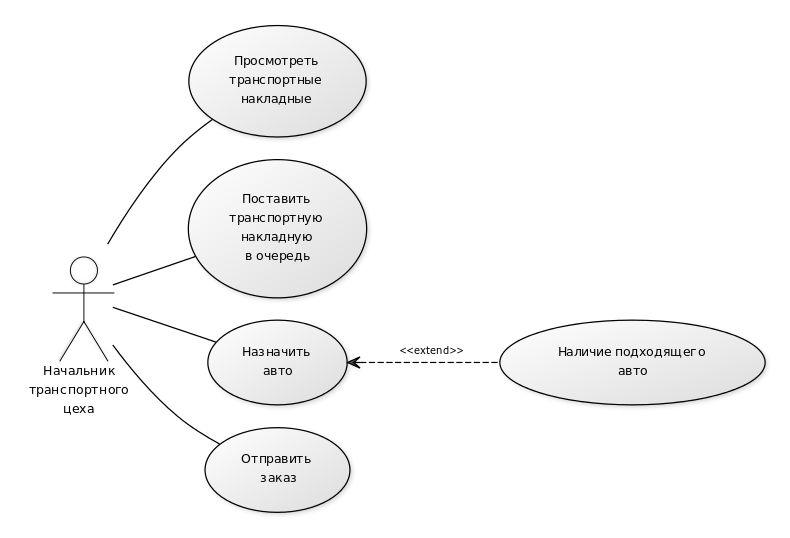 Просмотреть
транспортные
накладные
Поставить
транспортную
накладную
в очередь
Начальник
транспортного
цеха
Назначить
авто
<<extend>>
Наличие подходящего
авто
Отправить
заказ